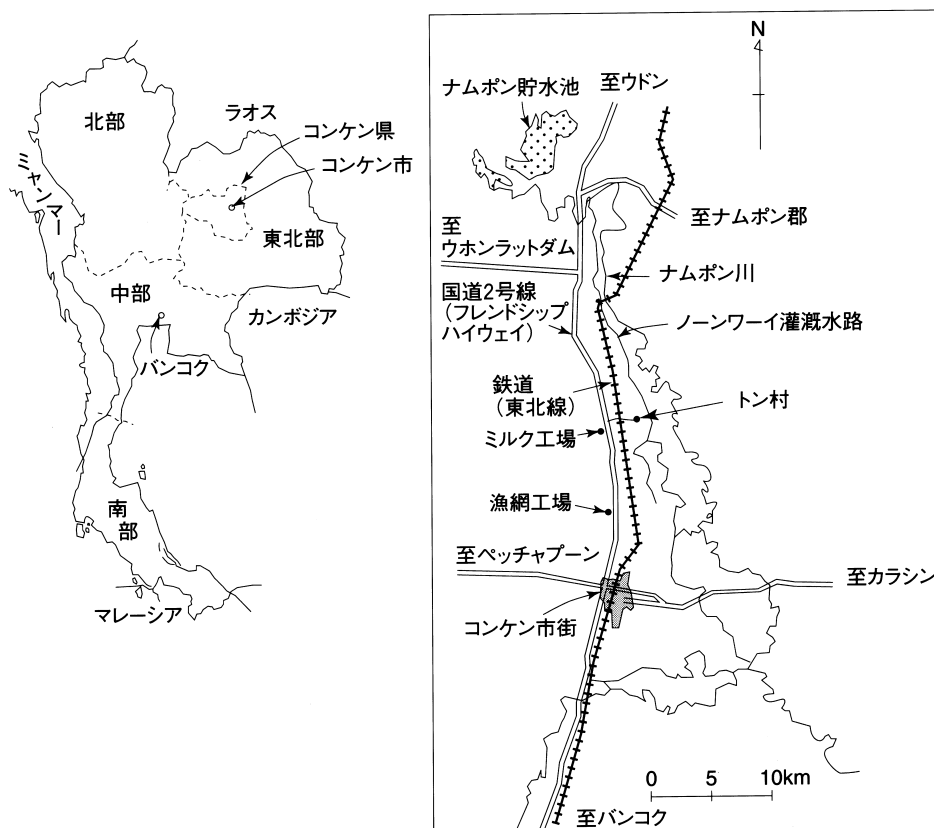 北部
ラオス
コンケン県
コンケン市
ミャンマー
東北部
中部
カンボジア
バンコク
南部
マレーシア
N
至ウドン
ナムポン貯水池
至ナムポン郡
至
ウホンラットダム
ナムポン川
国道2号線
(フレンドシップ
ハイウェイ)
ノーンワーイ灌漑水路
鉄道
(東北線)
トン村
ミルク工場
漁網工場
至ペッチャブーン
至カラシン
コンケン市街
0 5 10km
至バンコク